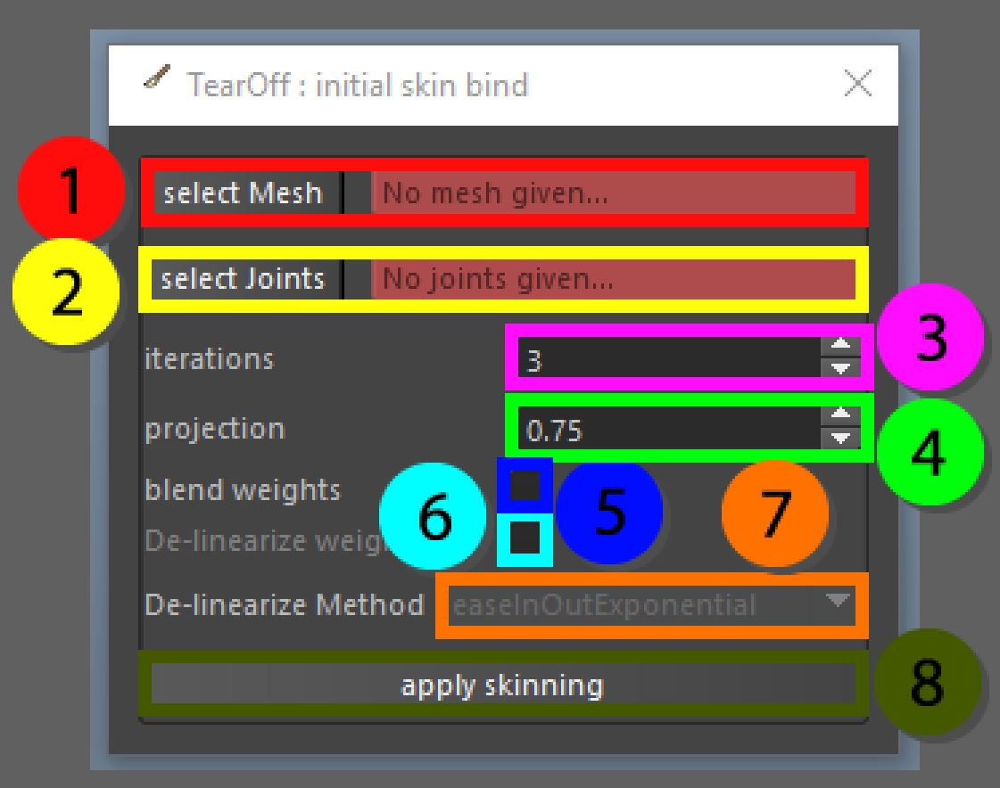 TearOff : initial skin bind
1 select Mesh No mesh given...
2 select Joints No joints given...
iterations 3 3
projection 0.75 4
blend weights 5
De-linearize 6 7
De-linearize Method easeInOutExponential
apply skinning 8